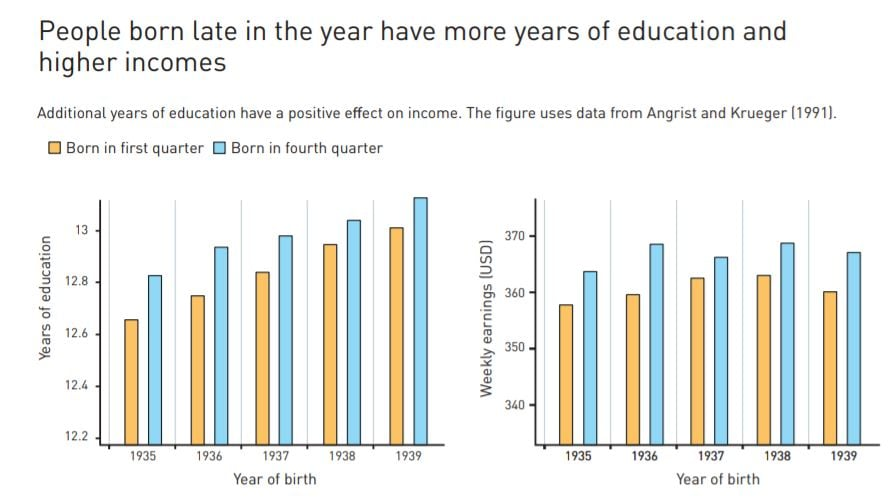 People born late in the year have more years of education and
higher incomes
Additional years of education have a positive effect on income. The figure uses data from Angrist and Krueger (1991).
Born in first quarter Born in fourth quarter
Years of education
13
12.8
12.6
12.4
12.2
1935 1936 1937 1938 1939
Year of birth
Weekly earnings (USD)
370
360
350
340
1935 1936 1937 1938 1939
Year of birth